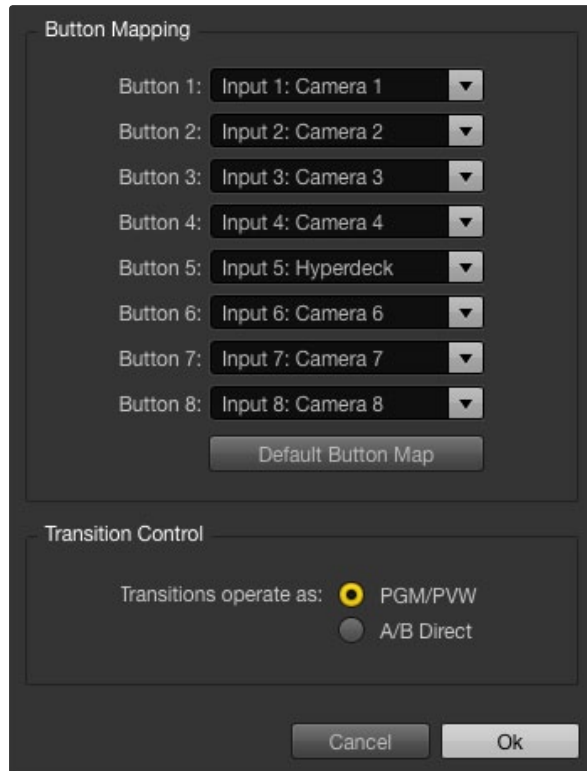 Button Mapping
Button 1: Input 1: Camera 1
Button 2: Input 2: Camera 2
Button 3: Input 3: Camera 3
Button 4: Input 4: Camera 4
Button 5: Input 5: Hyperdeck
Button 6: Input 6: Camera 6
Button 7: Input 7: Camera 7
Button 8: Input 8: Camera 8
Default Button Map
Transition Control
Transitions operate as: PGM/PVW
A/B Direct
Cancel Ok